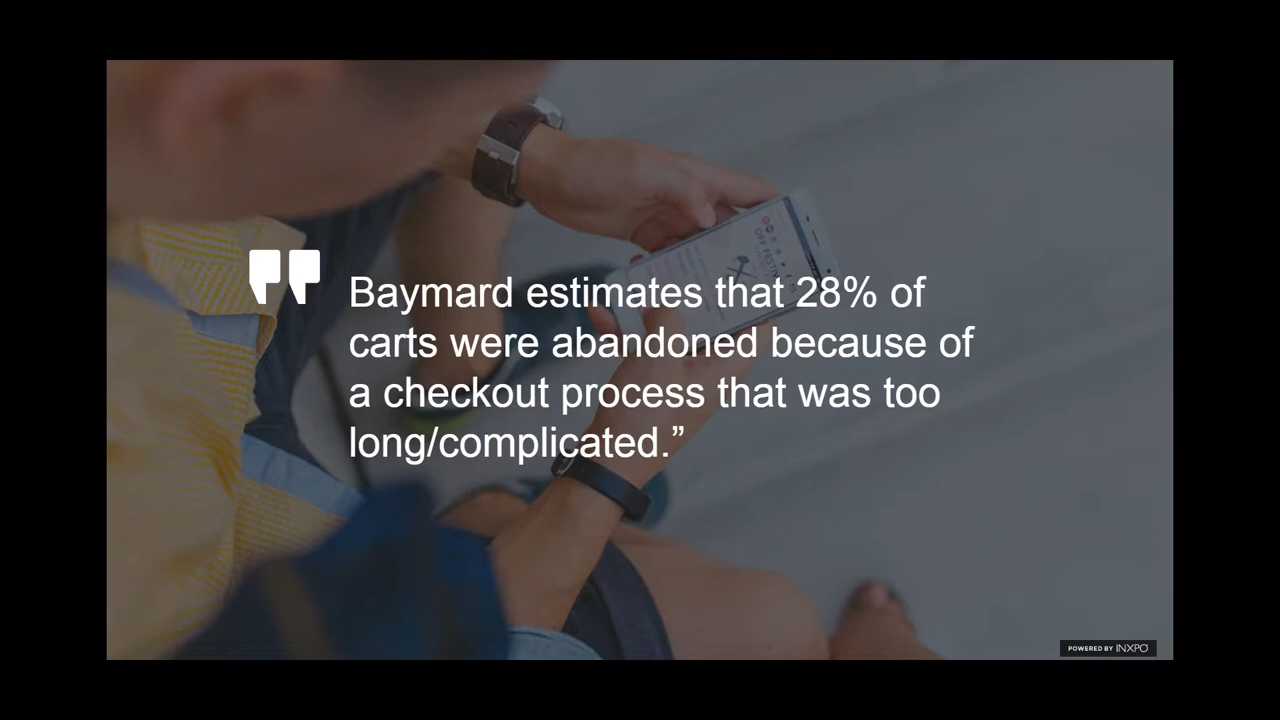 Baymard estimates that 28% of
carts were abandoned because of
a checkout process that was too
long/complicated.”
POWERED BY INXPO